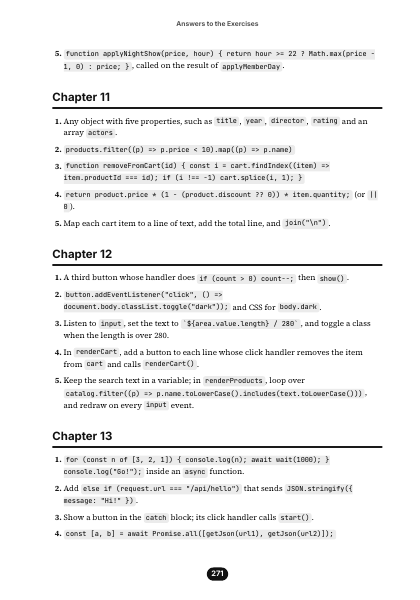 Answers to the Exercises
5. function applyNightShow(price, hour) { return hour >= 22 ? Math.max(price -
1, 0) : price; }, called on the result of applyMemberDay.
Chapter 11
1. Any object with five properties, such as title, year, director, rating and an
array actors.
2. products.filter((p) => p.price < 10).map((p) => p.name)
3. function removeFromCart(id) { const i = cart.findIndex((item) =>
item.productId === id); if (i !== -1) cart.splice(i, 1); }
4. return product.price * (1 - (product.discount ?? 0)) * item.quantity; (or ||
0).
5. Map each cart item to a line of text, add the total line, and join("\n").
Chapter 12
1. A third button whose handler does if (count > 0) count--; then show().
2. button.addEventListener("click", () =>
document.body.classList.toggle("dark")); and CSS for body.dark.
3. Listen to input, set the text to `${area.value.length} / 280`, and toggle a class
when the length is over 280.
4. In renderCart, add a button to each line whose click handler removes the item
from cart and calls renderCart().
5. Keep the search text in a variable; in renderProducts, loop over
catalog.filter((p) => p.name.toLowerCase().includes(text.toLowerCase())),
and redraw on every input event.
Chapter 13
1. for (const n of [3, 2, 1]) { console.log(n); await wait(1000); }
console.log("Go!"); inside an async function.
2. Add else if (request.url === "/api/hello") that sends JSON.stringify({
message: "Hi!" }).
3. Show a button in the catch block; its click handler calls start().
4. const [a, b] = await Promise.all([getJson(url1), getJson(url2)]);
271